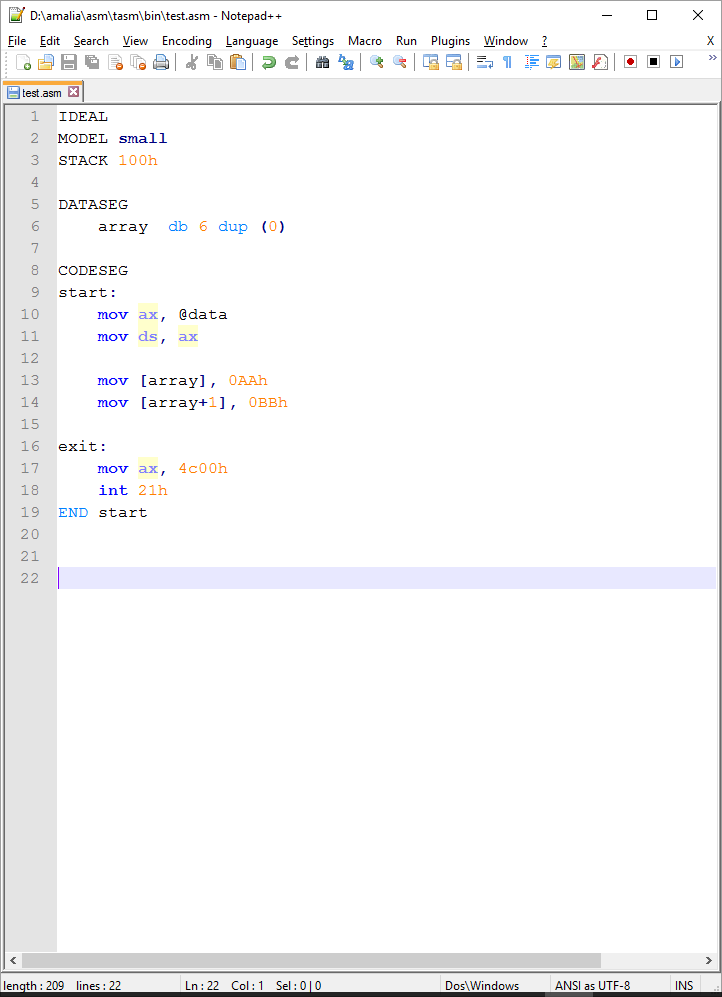 D:\amalia\asm\tasm\bin\test.asm - Notepad++
File Edit Search View Encoding Language Settings Macro Run Plugins Window ? X
test.asm
1 IDEAL
2 MODEL small
3 STACK 100h
4
5 DATASEG
6 array db 6 dup (0)
7
8 CODESEG
9 start:
10 mov ax, @data
11 mov ds, ax
12
13 mov [array], 0AAh
14 mov [array+1], 0BBh
15
16 exit:
17 mov ax, 4c00h
18 int 21h
19 END start
20
21
22
length : 209 lines : 22 Ln : 22 Col : 1 Sel : 0 | 0 Dos\Windows ANSI as UTF-8 INS